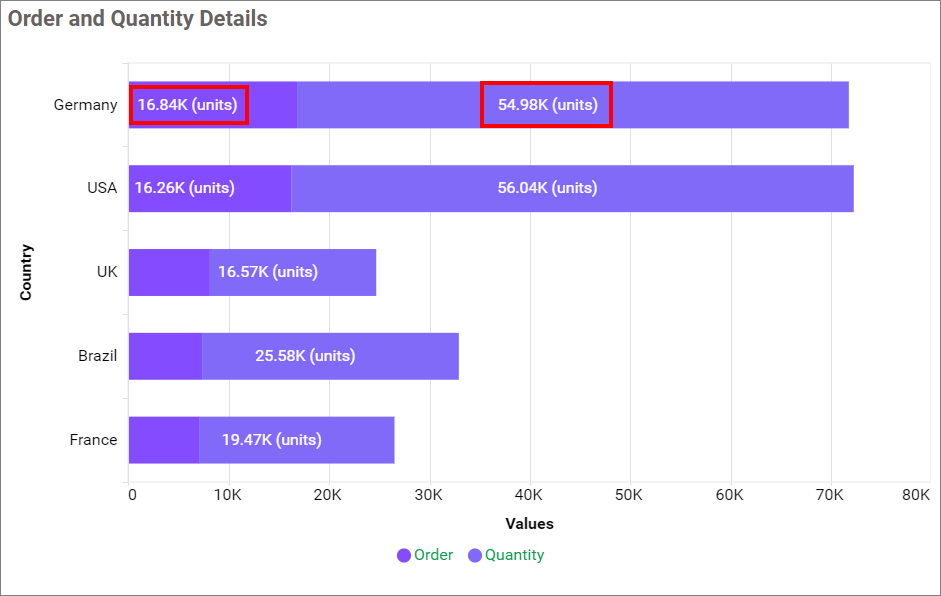 Order and Quantity Details
Germany 16.84K (units) 54.98K (units)
USA 16.26K (units) 56.04K (units)
UK 16.57K (units)
Brazil 25.58K (units)
France 19.47K (units)
Country
0 10K 20K 30K 40K 50K 60K 70K 80K
Values
Order Quantity